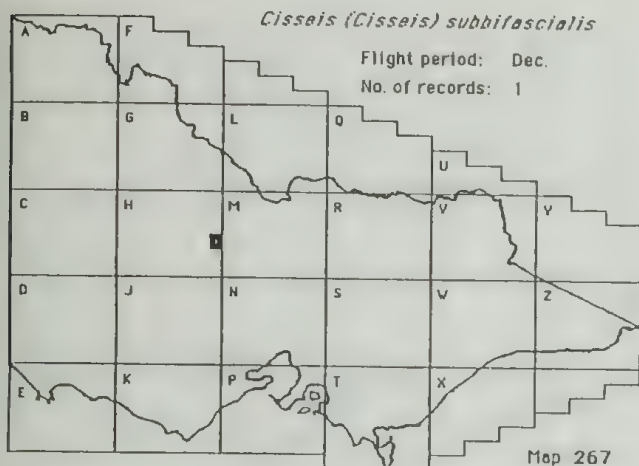 Cisseis (Cisseis) subbifascialis
Flight period: Dec.
No. of records: 1
A F
B G L Q
U
C H M R V Y
D J N S W Z
E K P T X
Map 267